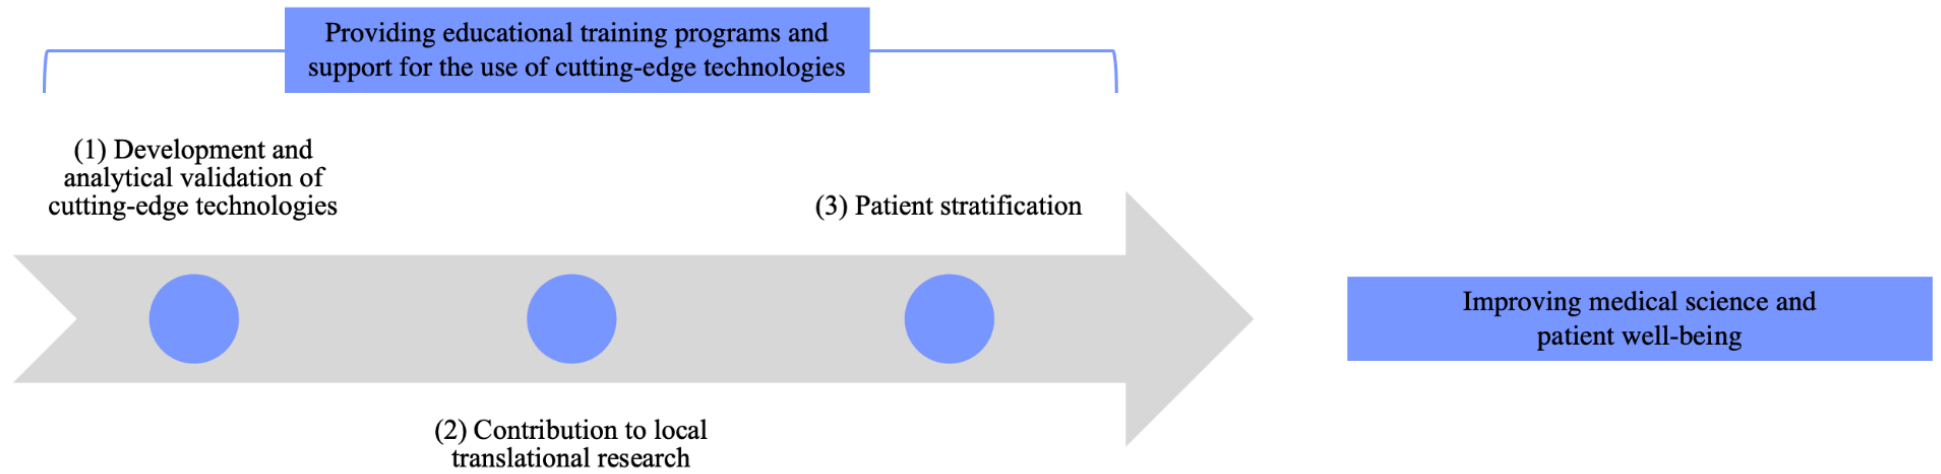 Providing educational training programs and
support for the use of cutting-edge technologies
(1) Development and
analytical validation of
cutting-edge technologies
(3) Patient stratification
Improving medical science and
patient well-being
(2) Contribution to local
translational research